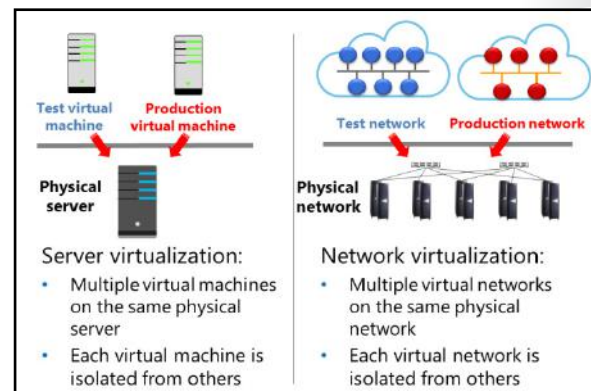 Test virtual
machine
Production
virtual machine
Physical
server
Server virtualization:
• Multiple virtual machines
on the same physical
server
• Each virtual machine is
isolated from others
Test network
Production network
Physical
network
Network virtualization:
• Multiple virtual networks
on the same physical
network
• Each virtual network is
isolated from others